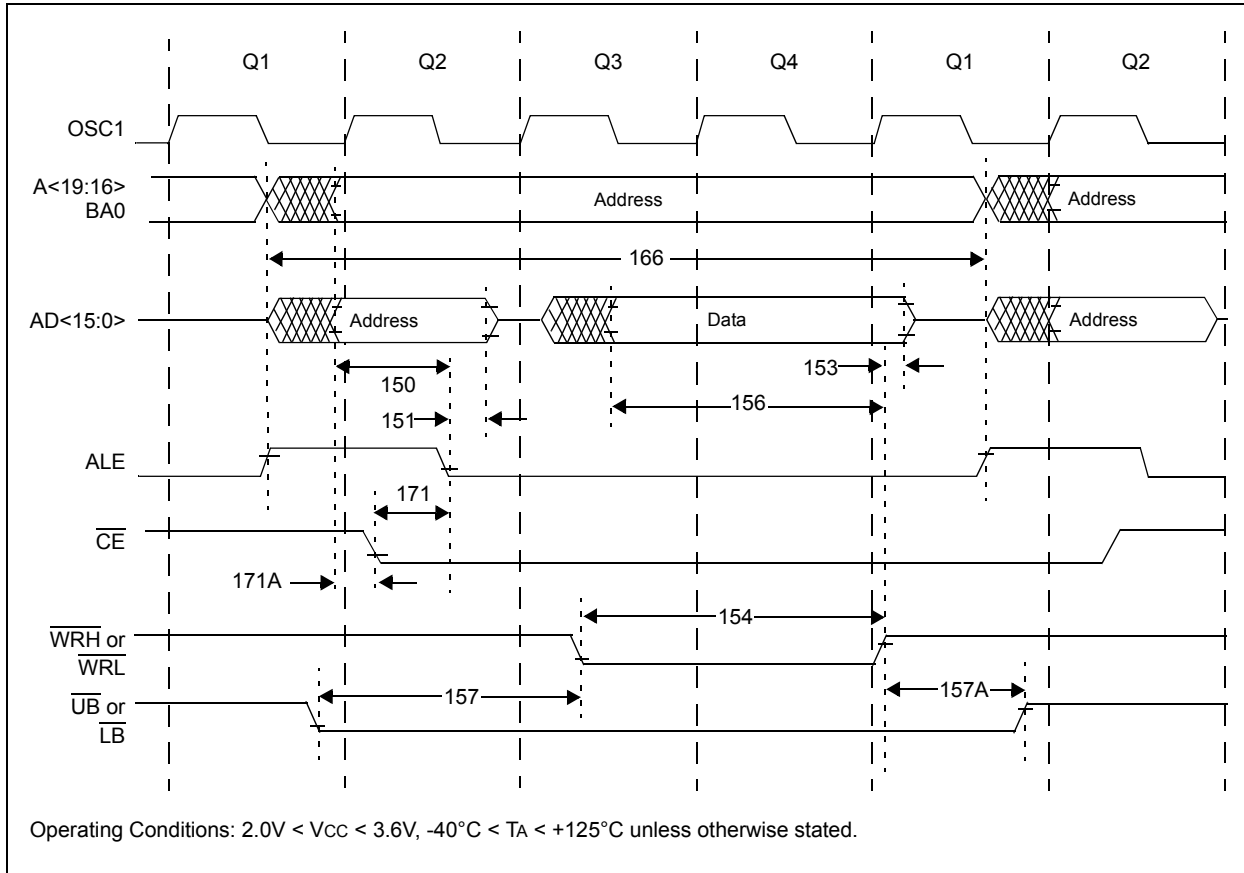 Q1 Q2 Q3 Q4 Q1 Q2
OSC1
A<19:16>
BA0
Address
Address
166
AD<15:0>
Address
Data
Address
150
153
151
156
ALE
171
CE
171A
154
WRH or
WRL
157
157A
UB or
LB
Operating Conditions: 2.0V < VCC < 3.6V, -40°C < TA < +125°C unless otherwise stated.